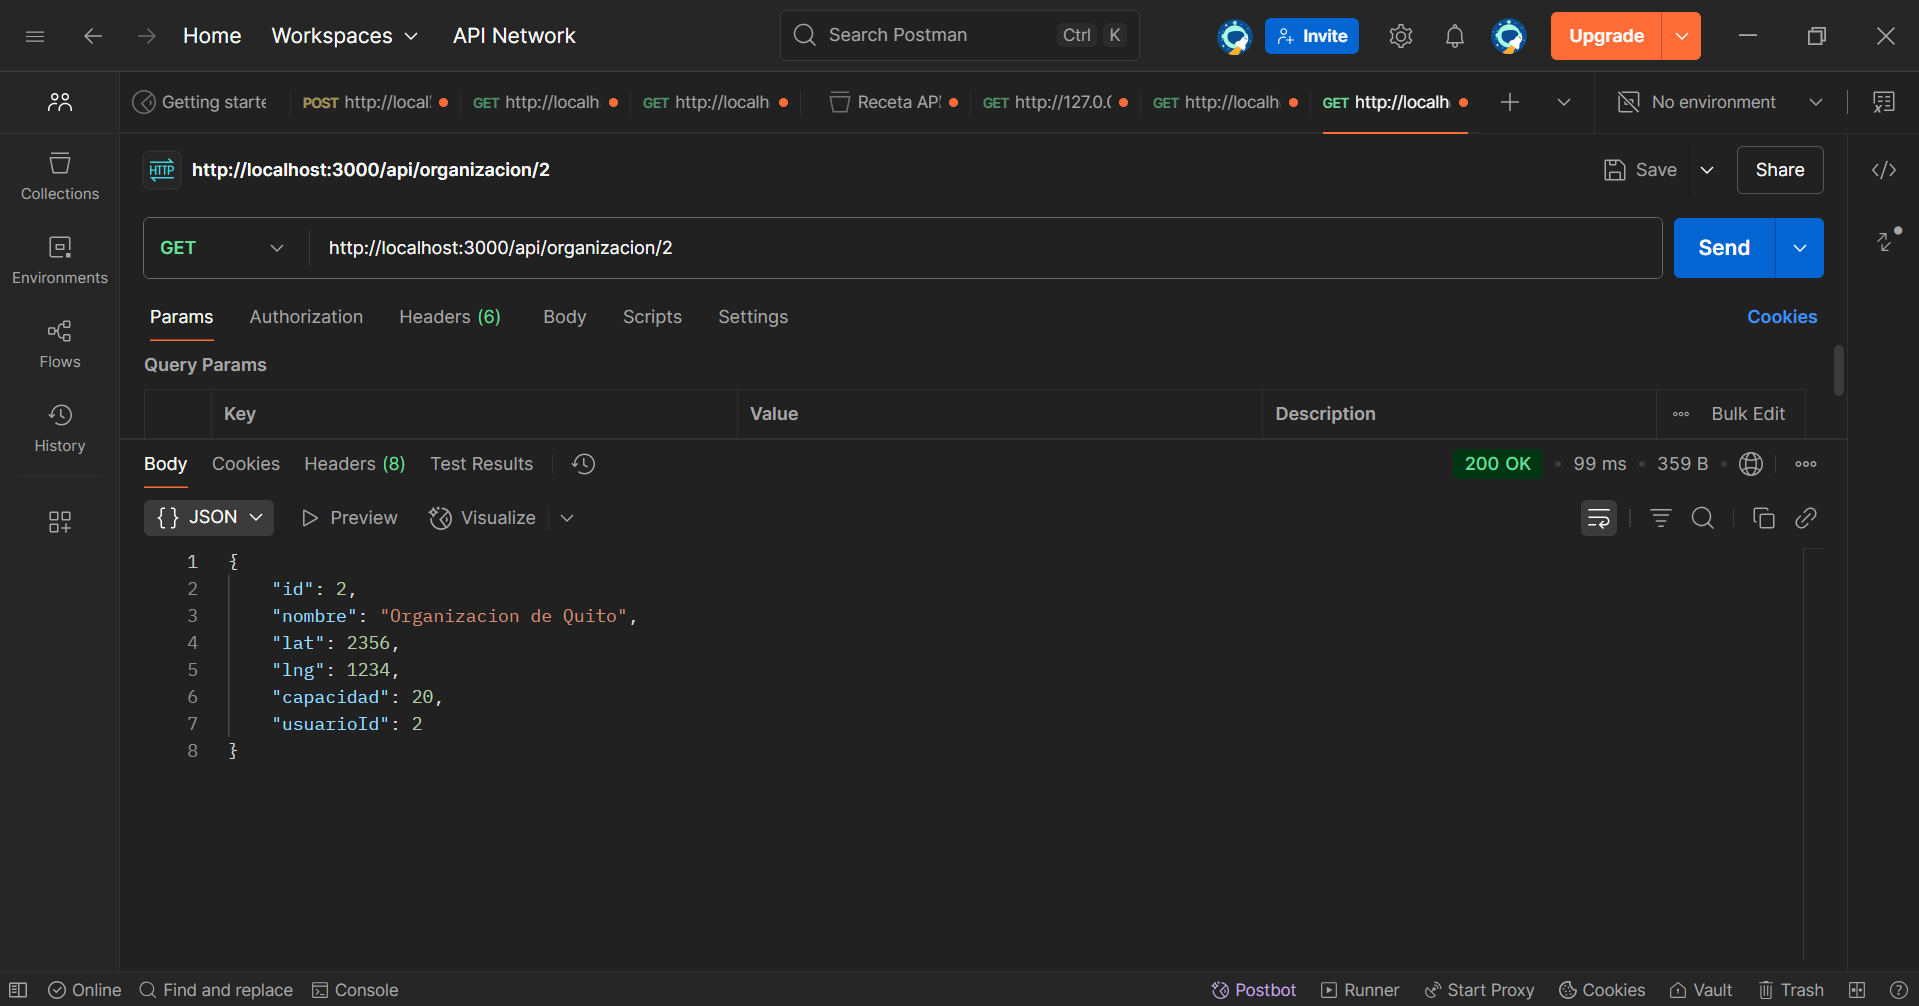 Home Workspaces API Network Search Postman Ctrl K Invite Upgrade
Getting starte POST http://local GET http://localh GET http://localh Receta API GET http://127.0.0 GET http://localh GET http://localh No environment
HTTP http://localhost:3000/api/organizacion/2 Save Share
Collections
GET http://localhost:3000/api/organizacion/2 Send
Environments
Params Authorization Headers (6) Body Scripts Settings Cookies
Flows
Query Params
Key Value Description Bulk Edit
History
Body Cookies Headers (8) Test Results 200 OK • 99 ms • 359 B •
{ } JSON Preview Visualize
1 {
2 "id": 2,
3 "nombre": "Organizacion de Quito",
4 "lat": 2356,
5 "lng": 1234,
6 "capacidad": 20,
7 "usuarioId": 2
8 }
Online Find and replace Console Postbot Runner Start Proxy Cookies Vault Trash